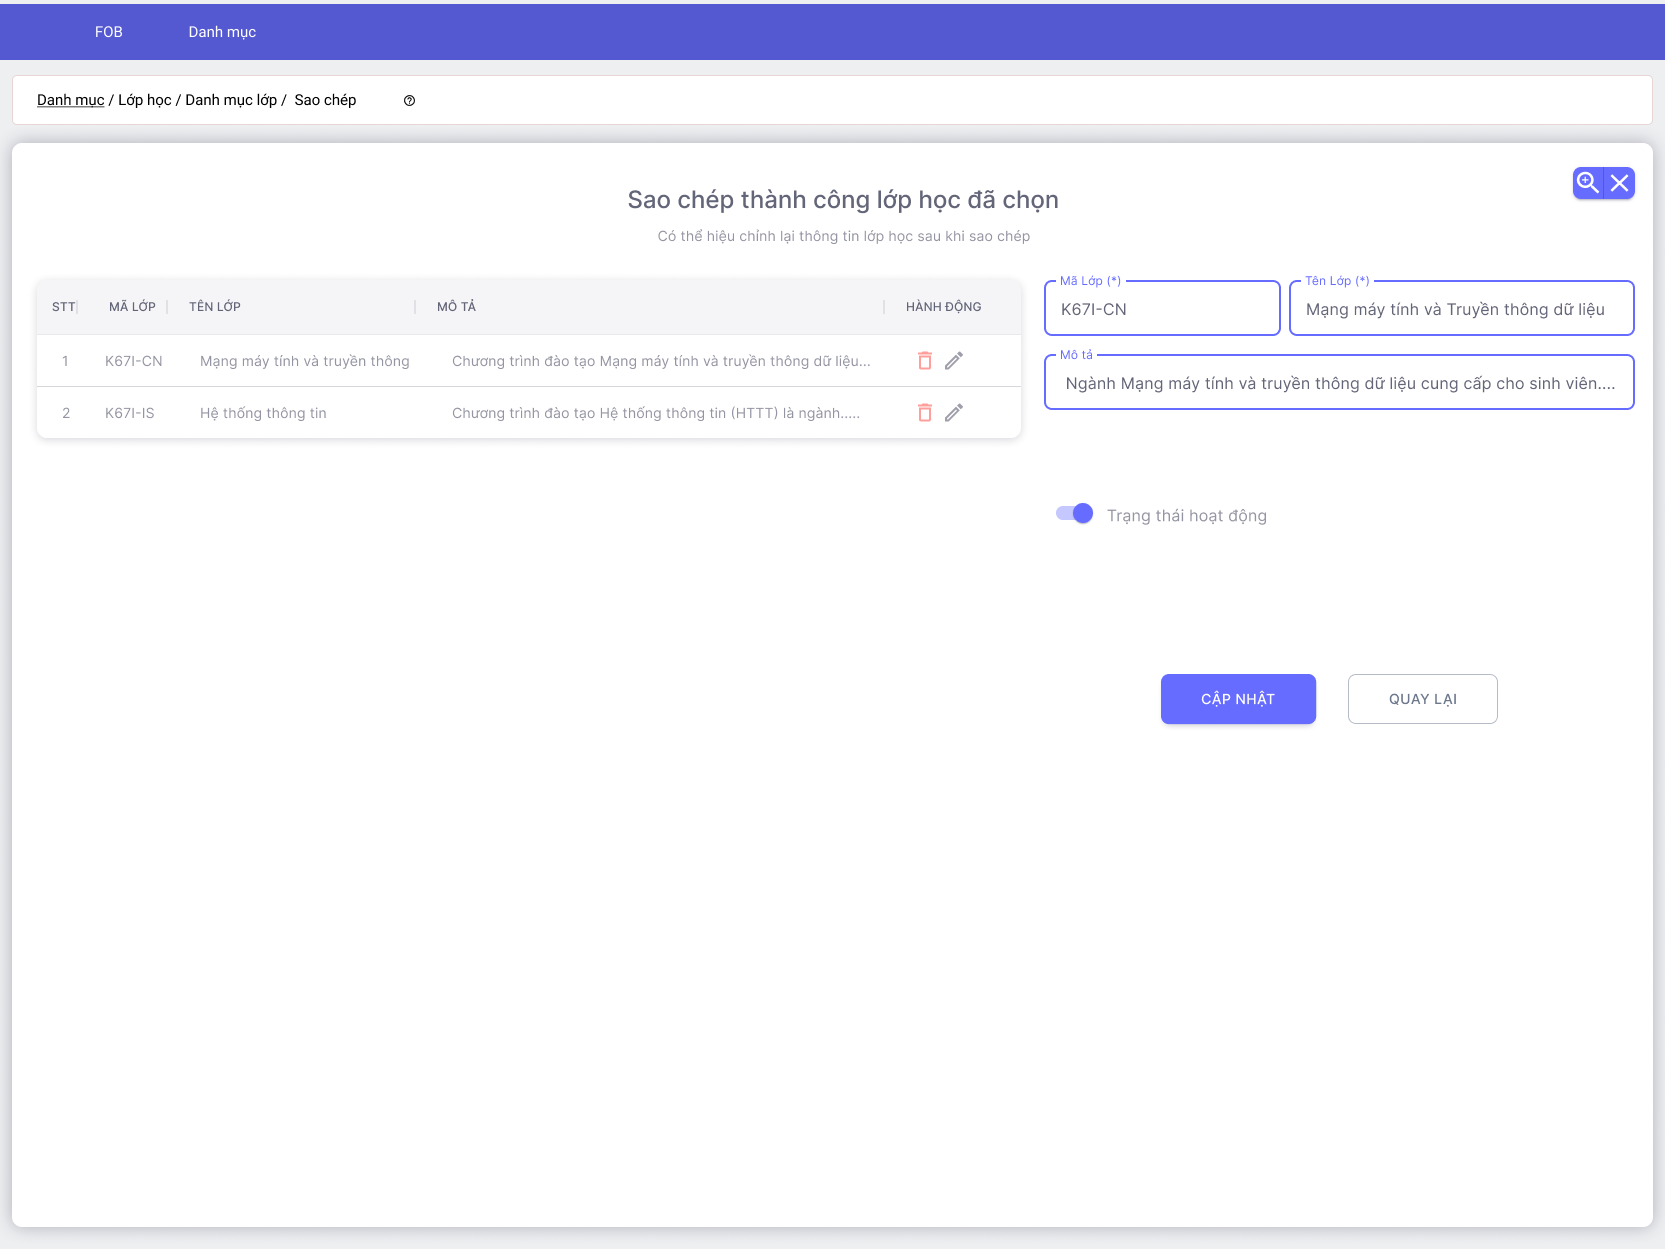 FOB Danh mục
Danh mục / Lớp học / Danh mục lớp / Sao chép
Sao chép thành công lớp học đã chọn
Có thể hiệu chỉnh lại thông tin lớp học sau khi sao chép
STT MÃ LỚP TÊN LỚP MÔ TẢ HÀNH ĐỘNG
1 K67I-CN Mạng máy tính và truyền thông Chương trình đào tạo Mạng máy tính và truyền thông dữ liệu...
2 K67I-IS Hệ thống thông tin Chương trình đào tạo Hệ thống thông tin (HTTT) là ngành.....
Mã Lớp (*)
K67I-CN
Tên Lớp (*)
Mạng máy tính và Truyền thông dữ liệu
Mô tả
Ngành Mạng máy tính và truyền thông dữ liệu cung cấp cho sinh viên....
Trạng thái hoạt động
CẬP NHẬT QUAY LẠI